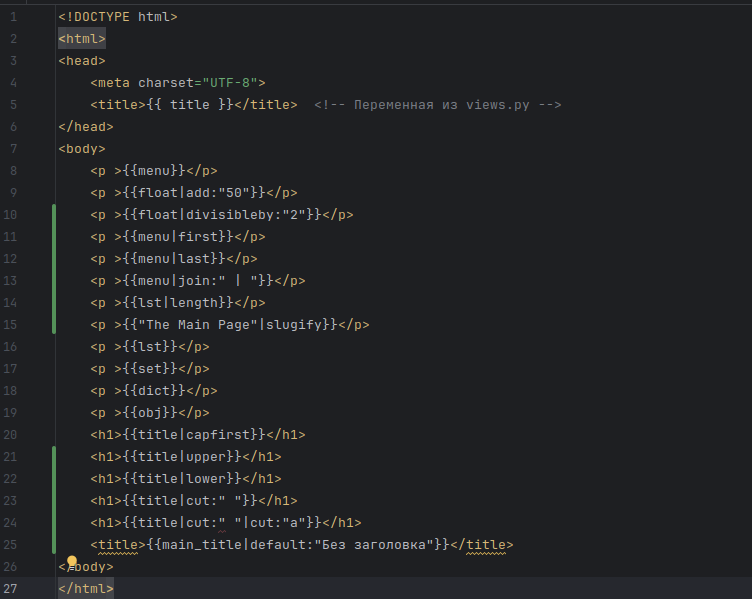 1 <!DOCTYPE html>
2 <html>
3 <head>
4 <meta charset="UTF-8">
5 <title>{{ title }}</title> <!-- Переменная из views.py -->
6 </head>
7 <body>
8 <p >{{menu}}</p>
9 <p >{{float|add:"50"}}</p>
10 <p >{{float|divisibleby:"2"}}</p>
11 <p >{{menu|first}}</p>
12 <p >{{menu|last}}</p>
13 <p >{{menu|join:" | "}}</p>
14 <p >{{lst|length}}</p>
15 <p >{{"The Main Page"|slugify}}</p>
16 <p >{{lst}}</p>
17 <p >{{set}}</p>
18 <p >{{dict}}</p>
19 <p >{{obj}}</p>
20 <h1>{{title|capfirst}}</h1>
21 <h1>{{title|upper}}</h1>
22 <h1>{{title|lower}}</h1>
23 <h1>{{title|cut:" "}}</h1>
24 <h1>{{title|cut:" "|cut:"a"}}</h1>
25 <title>{{main_title|default:"Без заголовка"}}</title>
26 </body>
27 </html>